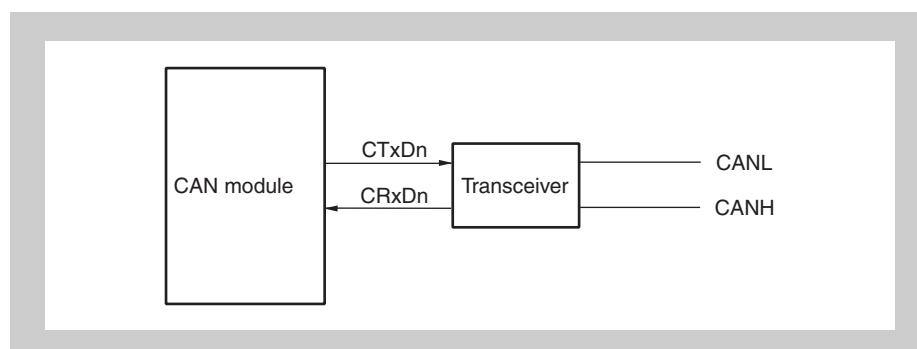 CTxDn
CANL
CAN module
Transceiver
CRxDn
CANH